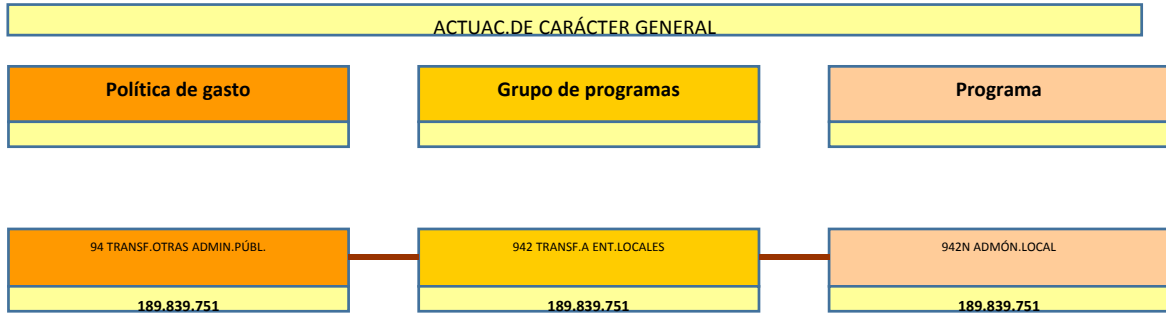 ACTUAC.DE CARÁCTER GENERAL
Política de gasto
Grupo de programas
Programa
94 TRANSF.OTRAS ADMIN.PÚBL.
942 TRANSF.A ENT.LOCALES
942N ADMÓN.LOCAL
189.839.751
189.839.751
189.839.751